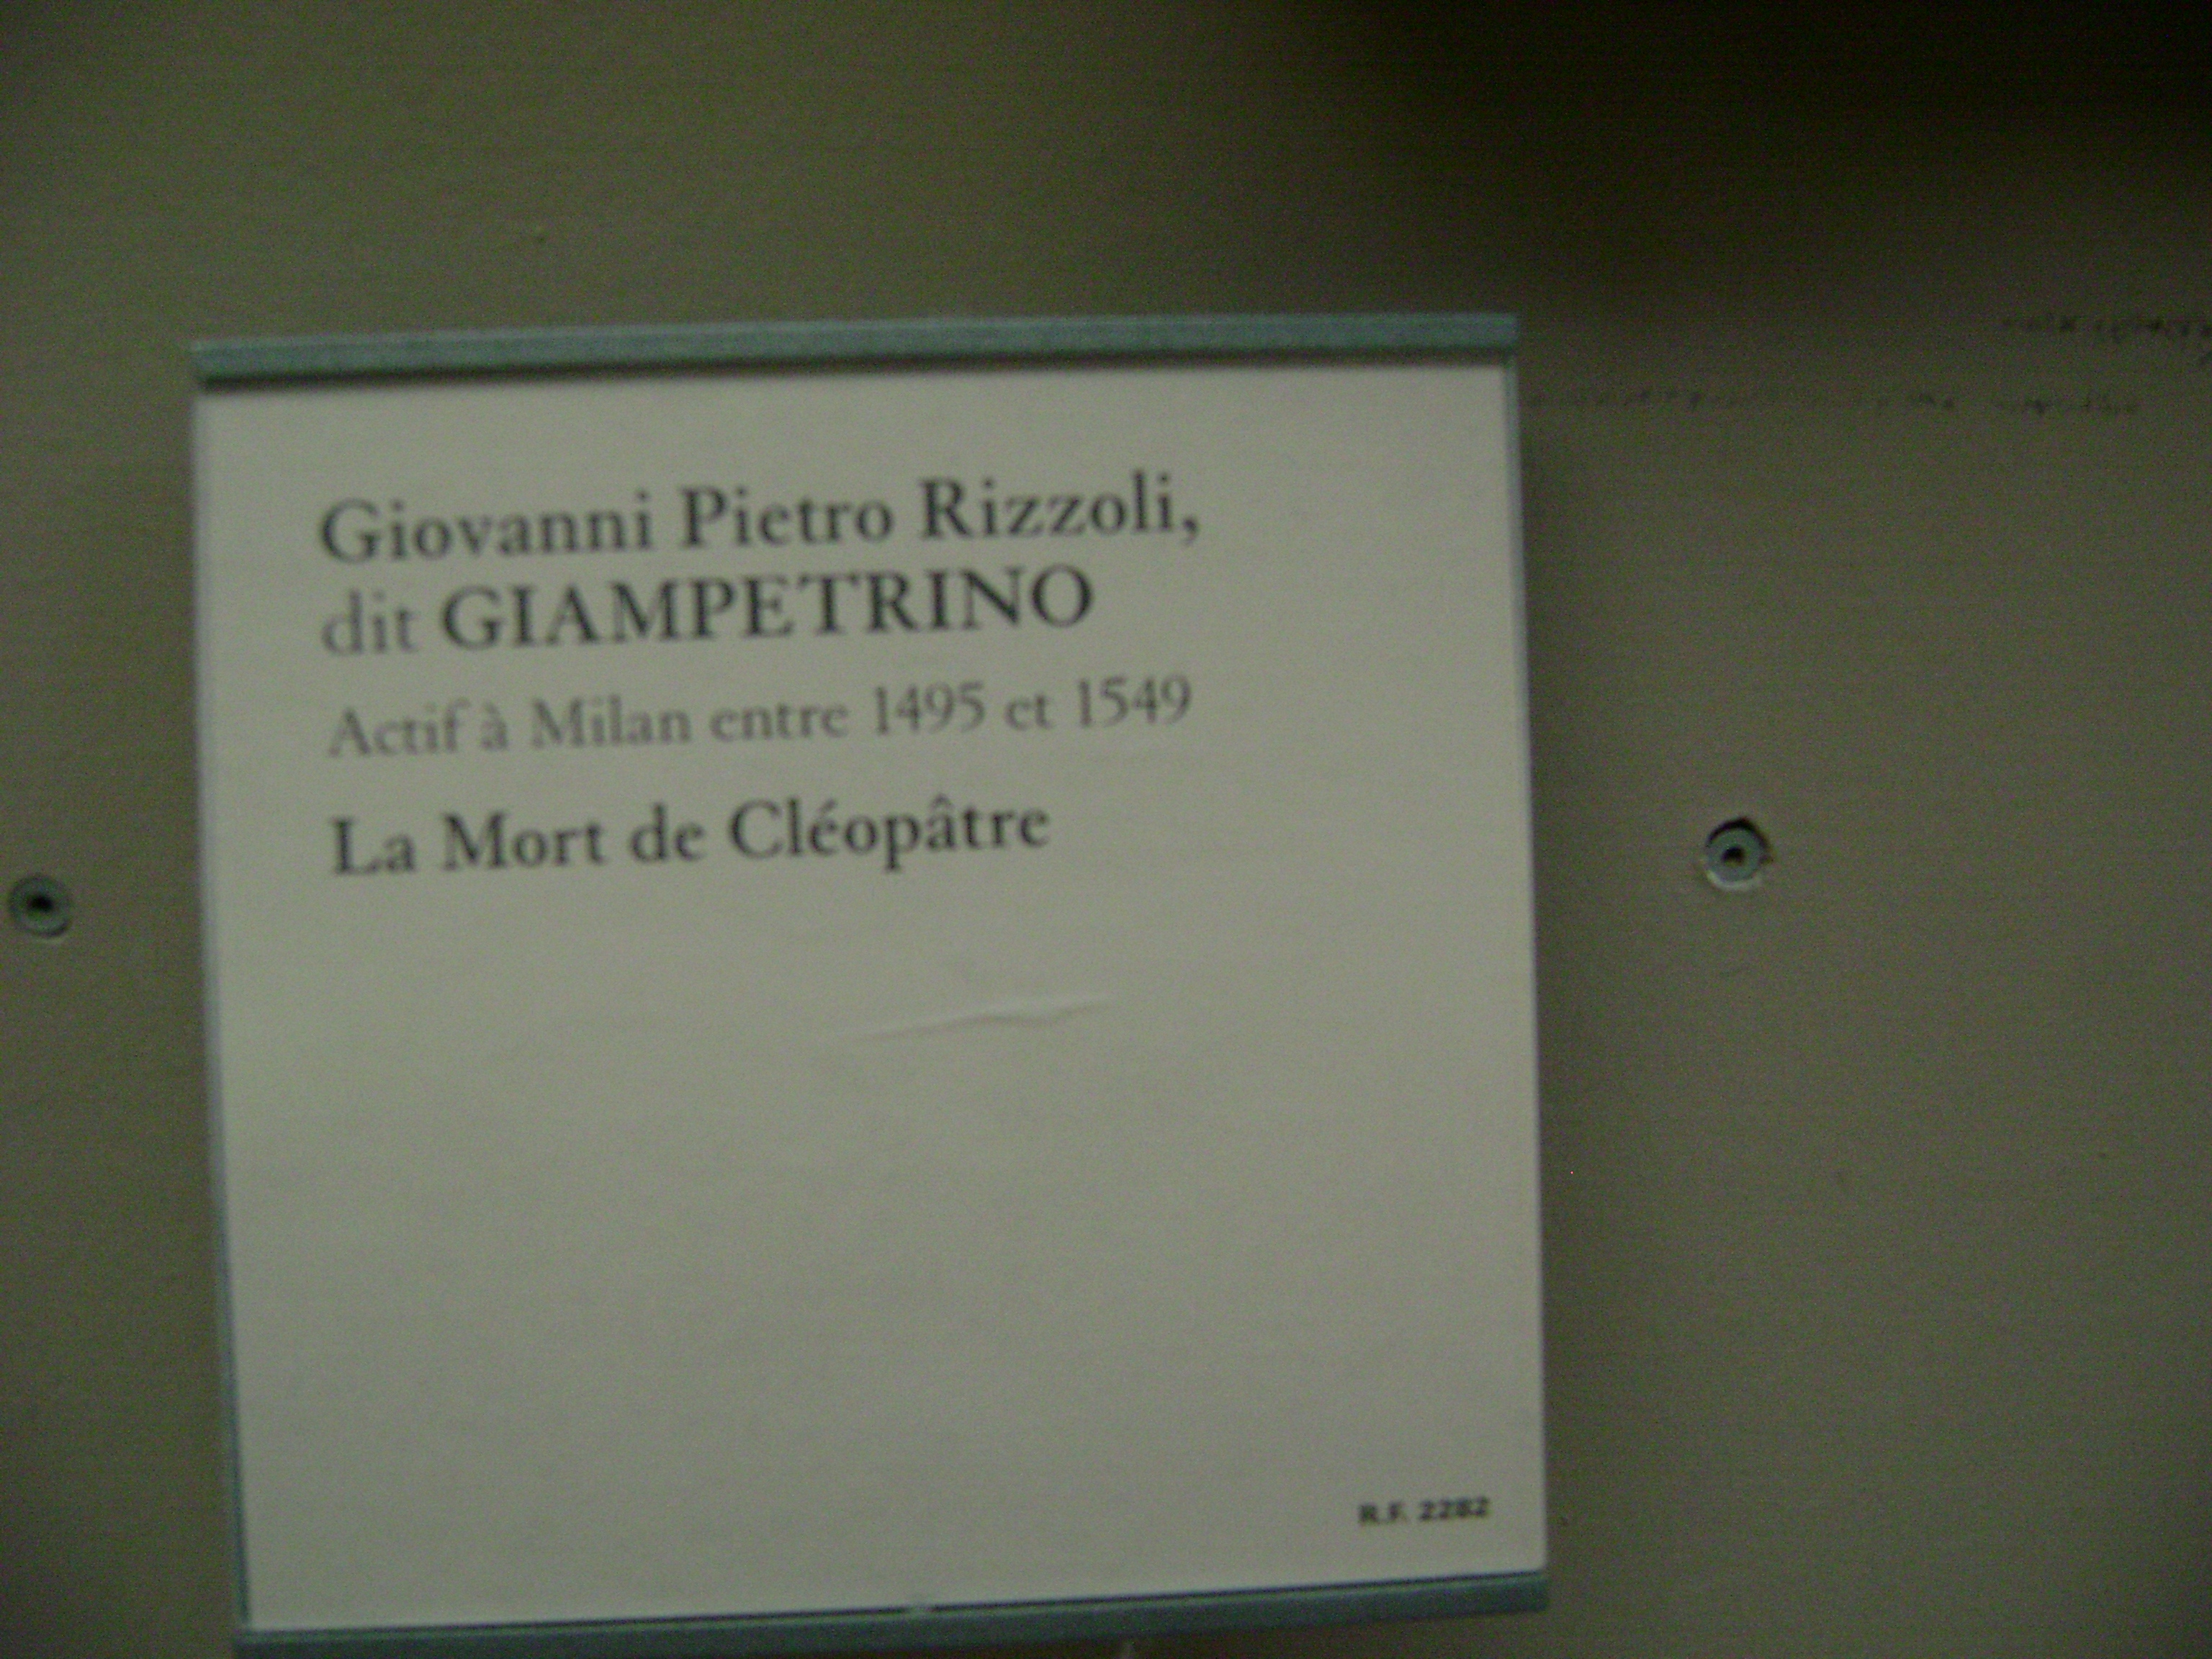 Giovanni Pietro Rizzoli,
dit GIAMPETRINO
Actif à Milan entre 1495 et 1549
La Mort de Cléopâtre
R.F. 2282